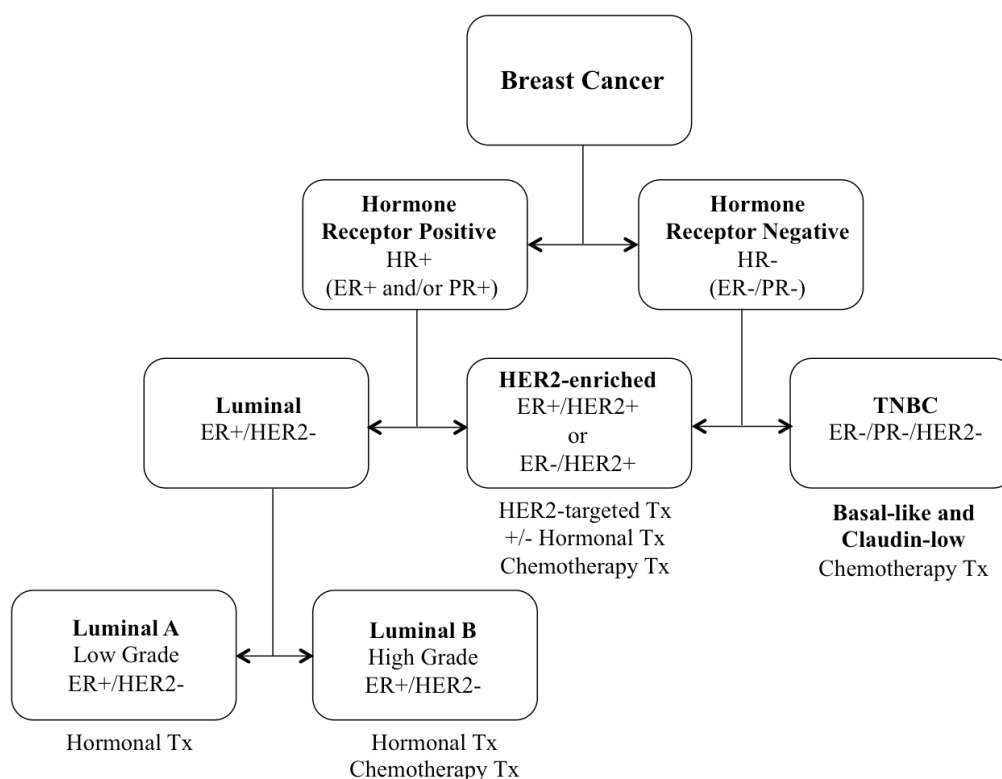 Breast Cancer
Hormone
Receptor Positive
HR+
(ER+ and/or PR+)
Hormone
Receptor Negative
HR-
(ER-/PR-)
Luminal
ER+/HER2-
HER2-enriched
ER+/HER2+
or
ER-/HER2+
HER2-targeted Tx
+/- Hormonal Tx
Chemotherapy Tx
TNBC
ER-/PR-/HER2-
Basal-like and
Claudin-low
Chemotherapy Tx
Luminal A
Low Grade
ER+/HER2-
Hormonal Tx
Luminal B
High Grade
ER+/HER2-
Hormonal Tx
Chemotherapy Tx